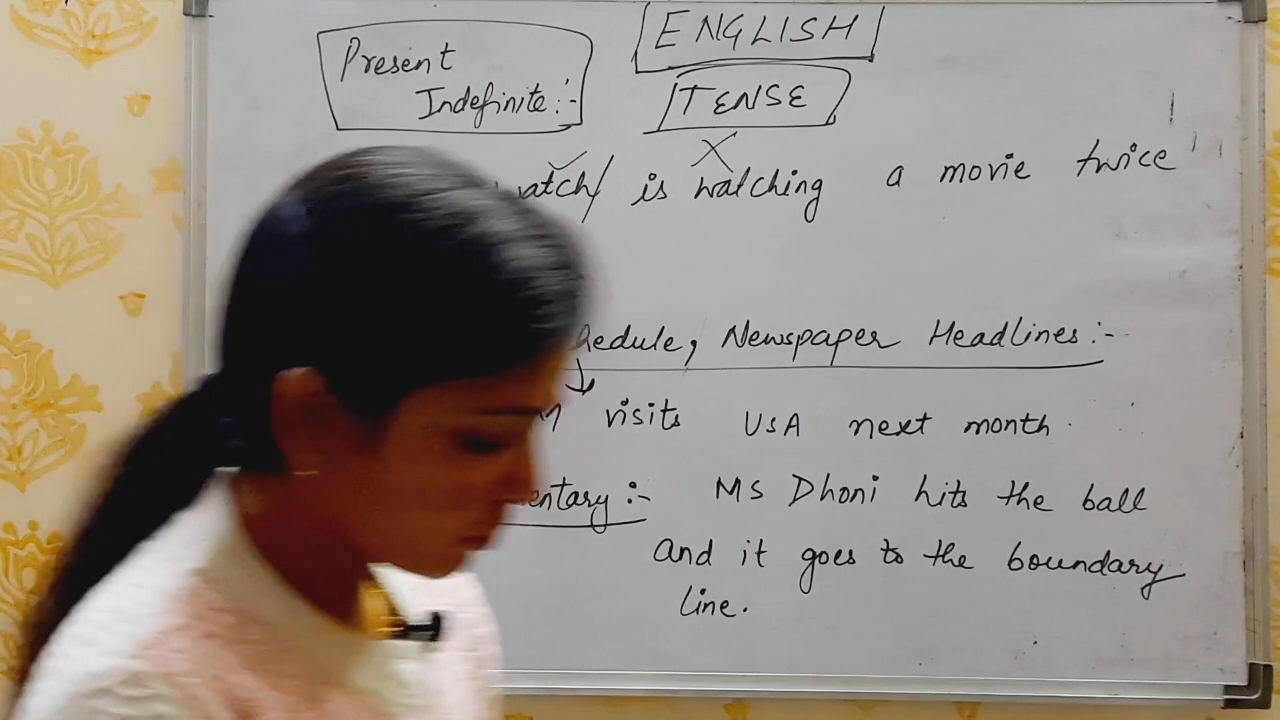 ENGLISH
Present
Indefinite:-
TENSE
watch/ is watching a movie twice
Newspaper Headlines:-
visits USA next month.
MS Dhoni hits the ball
and it goes to the boundary
line.